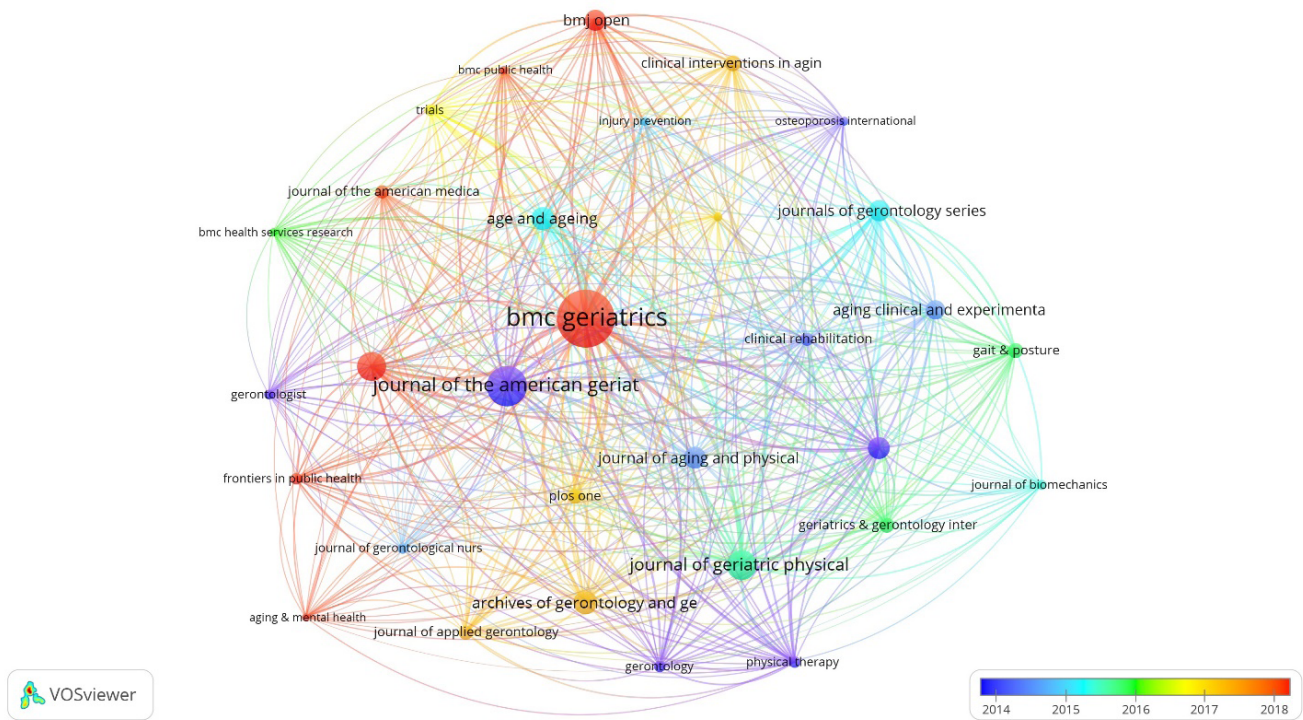 bmj open
clinical interventions in agin
bmc public health
trials
injury prevention
osteoporosis international
journal of the american medica
age and ageing
journals of gerontology series
bmc health services research
bmc geriatrics
aging clinical and experimenta
clinical rehabilitation
gait & posture
journal of the american geriat
gerontologist
journal of aging and physical
frontiers in public health
journal of biomechanics
plos one
geriatrics & gerontology inter
journal of gerontological nurs
journal of geriatric physical
archives of gerontology and ge
aging & mental health
journal of applied gerontology
gerontology
physical therapy
VOSviewer
2014 2015 2016 2017 2018